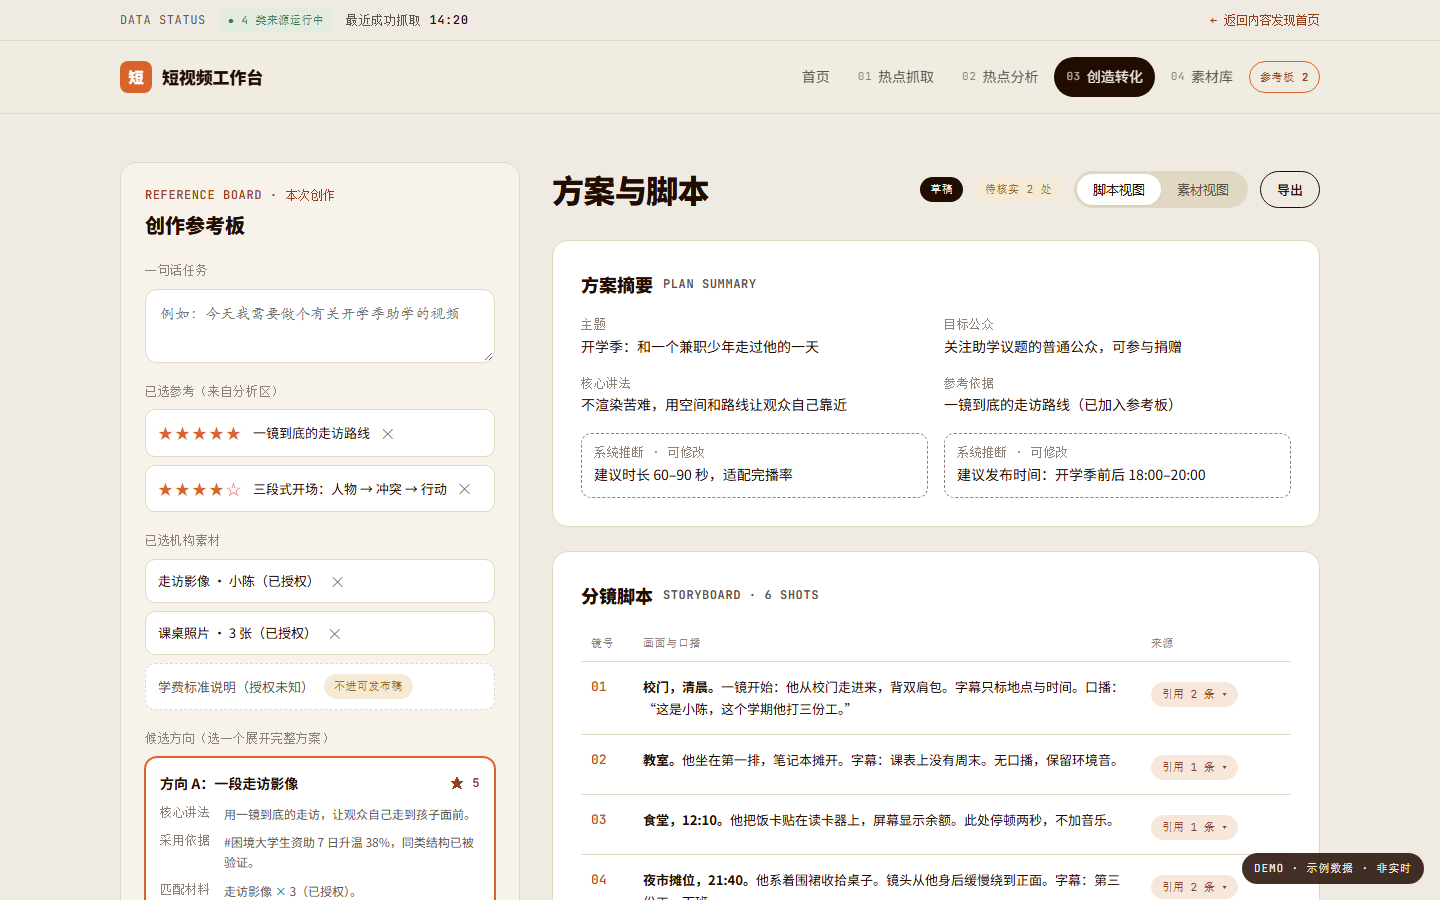 DATA STATUS ● 4 类来源运行中 最近成功抓取 14:20 ← 返回内容发现首页
短 短视频工作台 首页 01 热点抓取 02 热点分析 03 创造转化 04 素材库 参考板 2
REFERENCE BOARD · 本次创作
创作参考板
一句话任务
例如：今天我需要做个有关开学季助学的视频
已选参考（来自分析区）
★★★★★ 一镜到底的走访路线 ×
★★★★☆ 三段式开场：人物 → 冲突 → 行动 ×
已选机构素材
走访影像 · 小陈（已授权） ×
课桌照片 · 3 张（已授权） ×
学费标准说明（授权未知） 不进可发布稿
候选方向（选一个展开完整方案）
方向 A：一段走访影像 ★ 5
核心讲法 用一镜到底的走访，让观众自己走到孩子面前。
采用依据 #困境大学生资助 7 日升温 38%，同类结构已被
验证。
匹配材料 走访影像 × 3（已授权）。
方案与脚本 草稿 待核实 2 处 脚本视图 素材视图 导出
方案摘要 PLAN SUMMARY
主题
开学季：和一个兼职少年走过他的一天
目标公众
关注助学议题的普通公众，可参与捐赠
核心讲法
不渲染苦难，用空间和路线让观众自己靠近
参考依据
一镜到底的走访路线（已加入参考板）
系统推断 · 可修改
建议时长 60–90 秒，适配完播率
系统推断 · 可修改
建议发布时间：开学季前后 18:00–20:00
分镜脚本 STORYBOARD · 6 SHOTS
镜号 画面与口播 来源
01 校门，清晨。一镜开始：他从校门走进来，背双肩包。字幕只标地点与时间。口播： 引用 2 条 ▾
“这是小陈，这个学期他打三份工。”
02 教室。他坐在第一排，笔记本摊开。字幕：课表上没有周末。无口播，保留环境音。 引用 1 条 ▾
03 食堂，12:10。他把饭卡贴在读卡器上，屏幕显示余额。此处停顿两秒，不加音乐。 引用 1 条 ▾
04 夜市摊位，21:40。他系着围裙收拾桌子。镜头从他身后缓慢绕到正面。字幕：第三 引用 2 条 ▾
DEMO · 示例数据 · 非实时